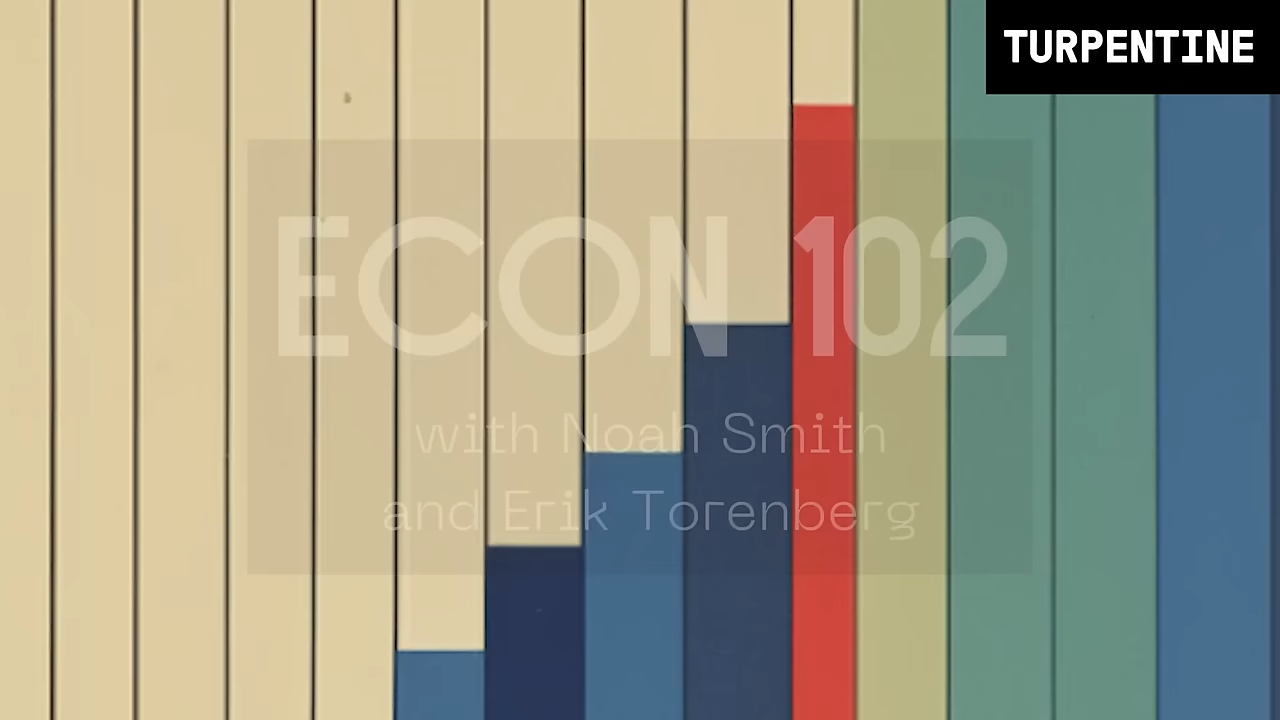 TURPENTINE
ECON 102
with Noah Smith
and Erik Torenberg